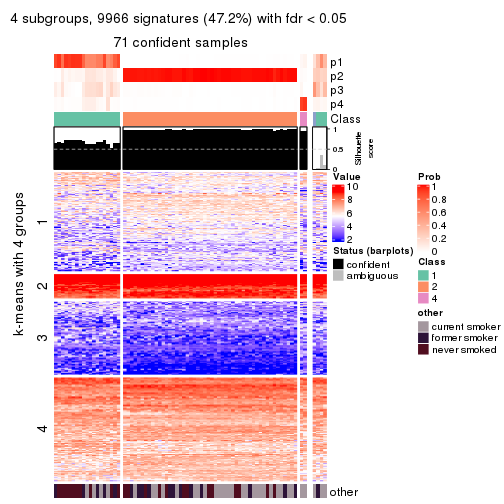 4 subgroups, 9966 signatures (47.2%) with fdr < 0.05
71 confident samples
p1
p2
p3
p4
Class
1
0.5
0
Silhouette
score
k-means with 4 groups
1
2
3
4
Value
10
8
6
4
2
Status (barplots)
confident
ambiguous
Prob
1
0.8
0.6
0.4
0.2
0
Class
1
2
4
other
current smoker
former smoker
never smoked
other